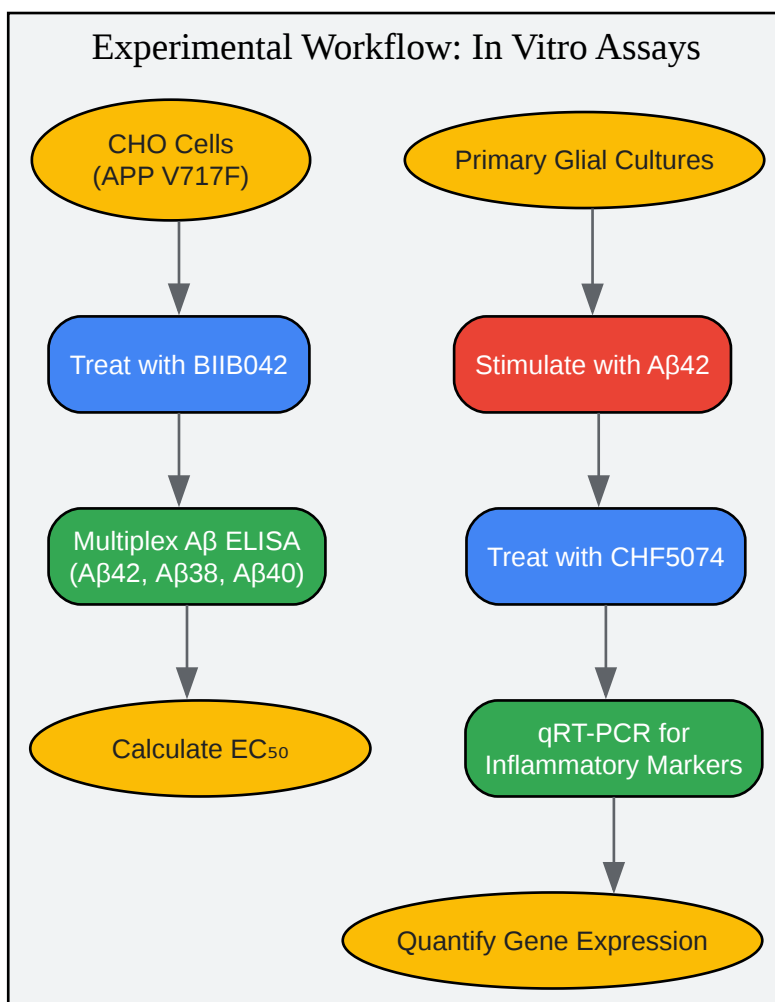 Experimental Workflow: In Vitro Assays
CHO Cells
(APP V717F)
Treat with BIIB042
Multiplex Aβ ELISA
(Aβ42, Aβ38, Aβ40)
Calculate EC₅₀
Primary Glial Cultures
Stimulate with Aβ42
Treat with CHF5074
qRT-PCR for
Inflammatory Markers
Quantify Gene Expression